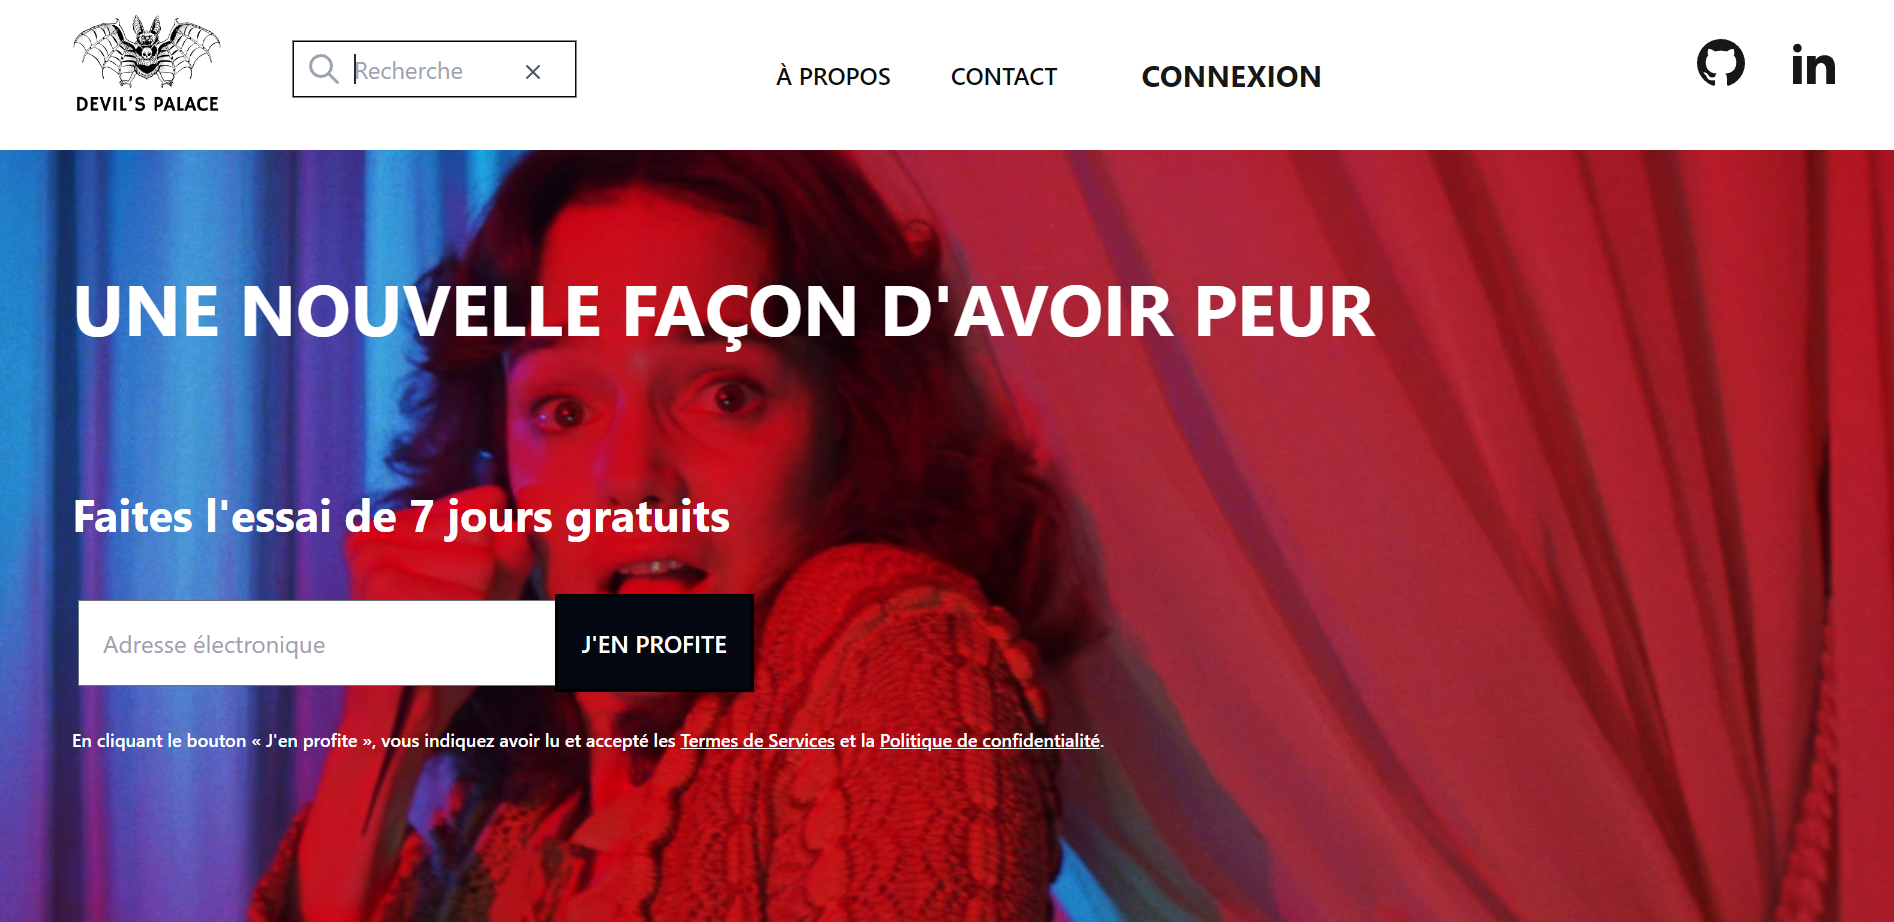 DEVIL'S PALACE
Recherche
À PROPOS
CONTACT
CONNEXION
in
UNE NOUVELLE FAÇON D'AVOIR PEUR
Faites l'essai de 7 jours gratuits
Adresse électronique
J'EN PROFITE
En cliquant le bouton « J'en profite », vous indiquez avoir lu et accepté les Termes de Services et la Politique de confidentialité.